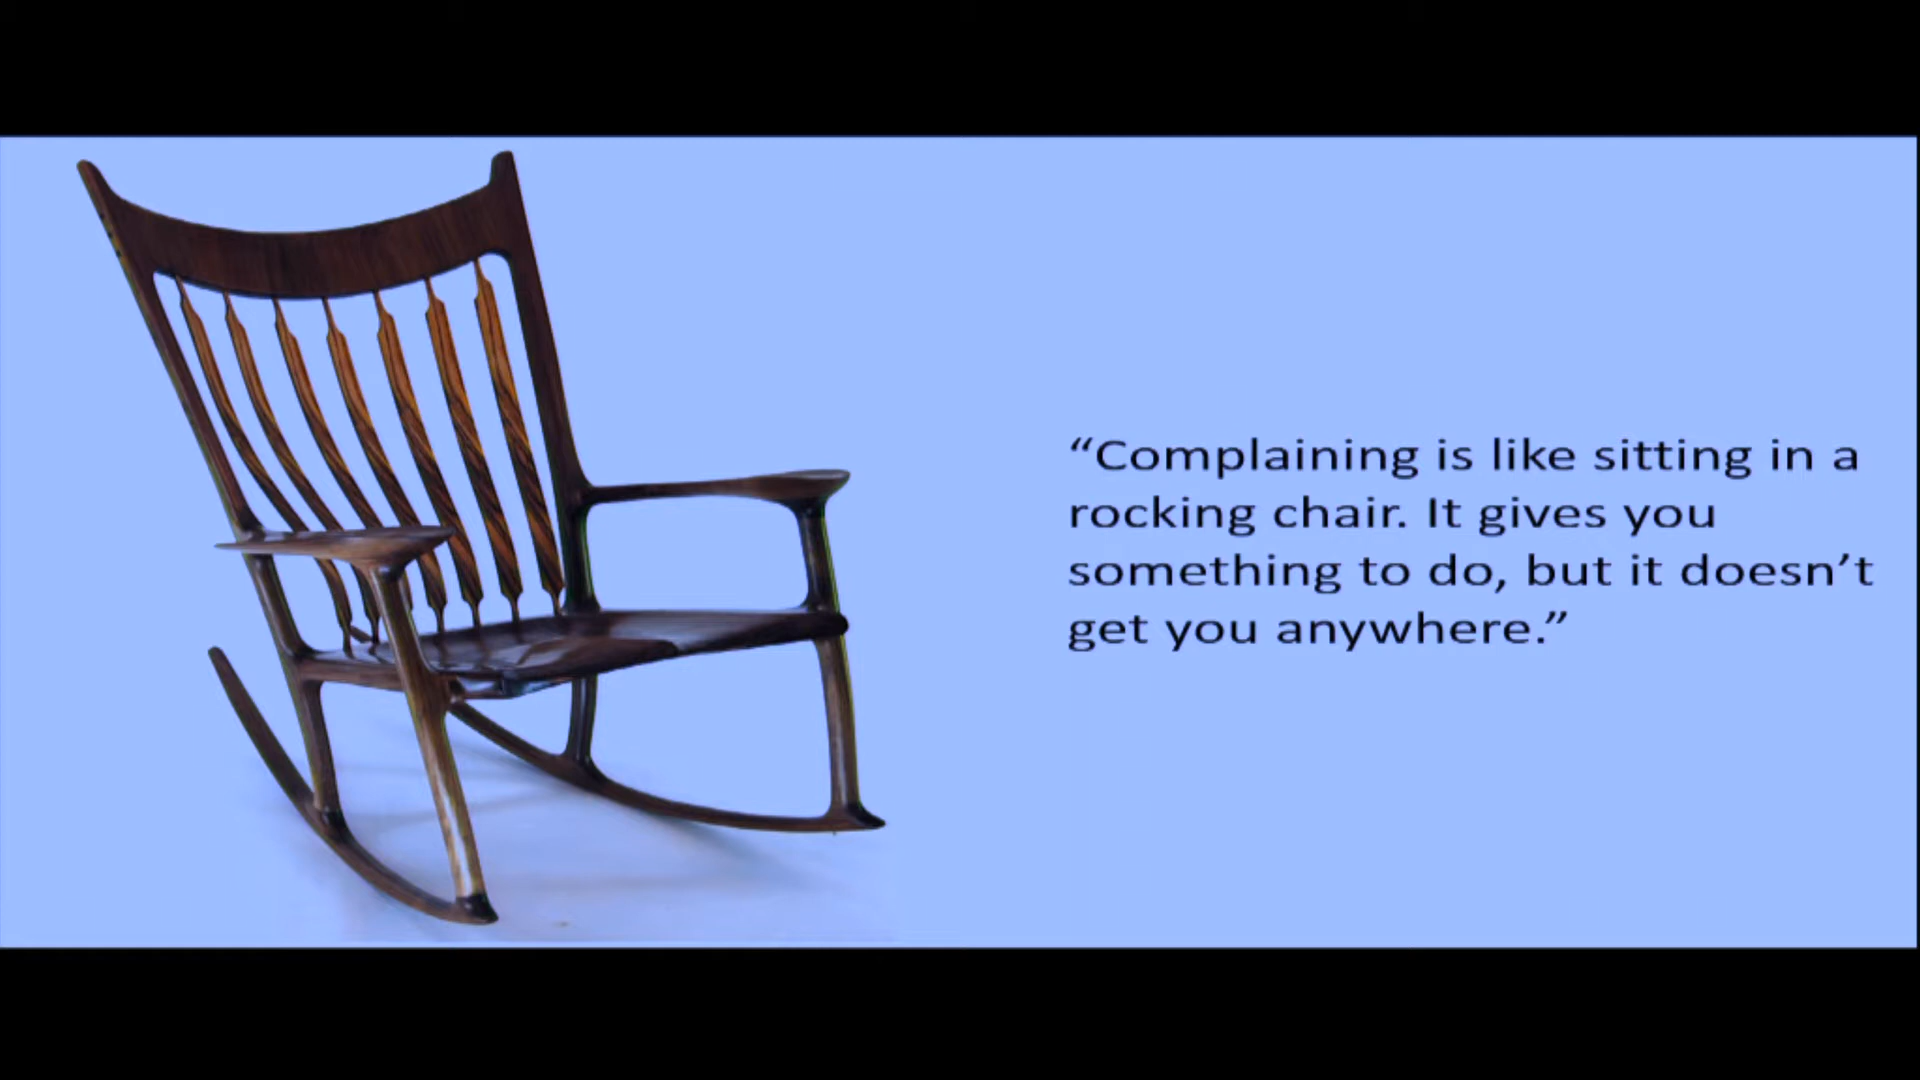 “Complaining is like sitting in a
rocking chair. It gives you
something to do, but it doesn’t
get you anywhere.”